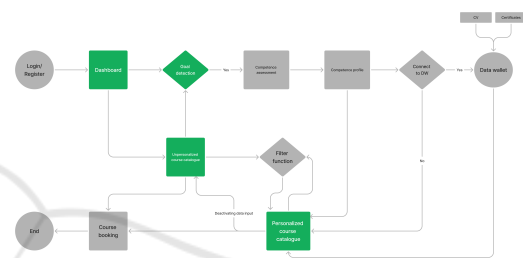 CV
Certificates
Login/
Register
Dashboard
Goal
detection
Yes
Competence
assessment
Competence profile
Connect
to DW
Yes
Data wallet
Unpersonalized
course catalogue
Filter
function
No
Deactivating data input
End
Course
booking
Personalized
course
catalogue